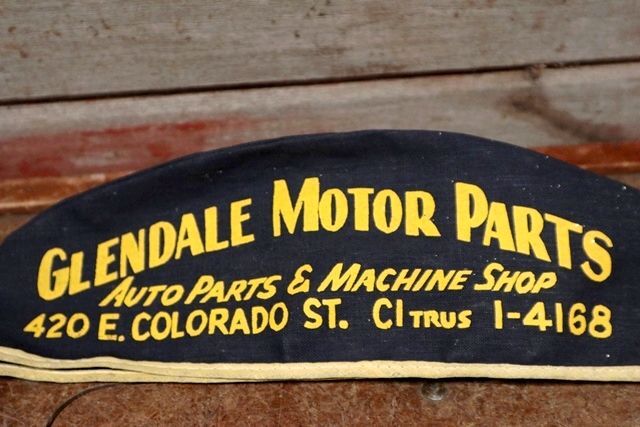 GLENDALE MOTOR PARTS
AUTO PARTS & MACHINE SHOP
420 E. COLORADO ST. CITRUS 1-4168